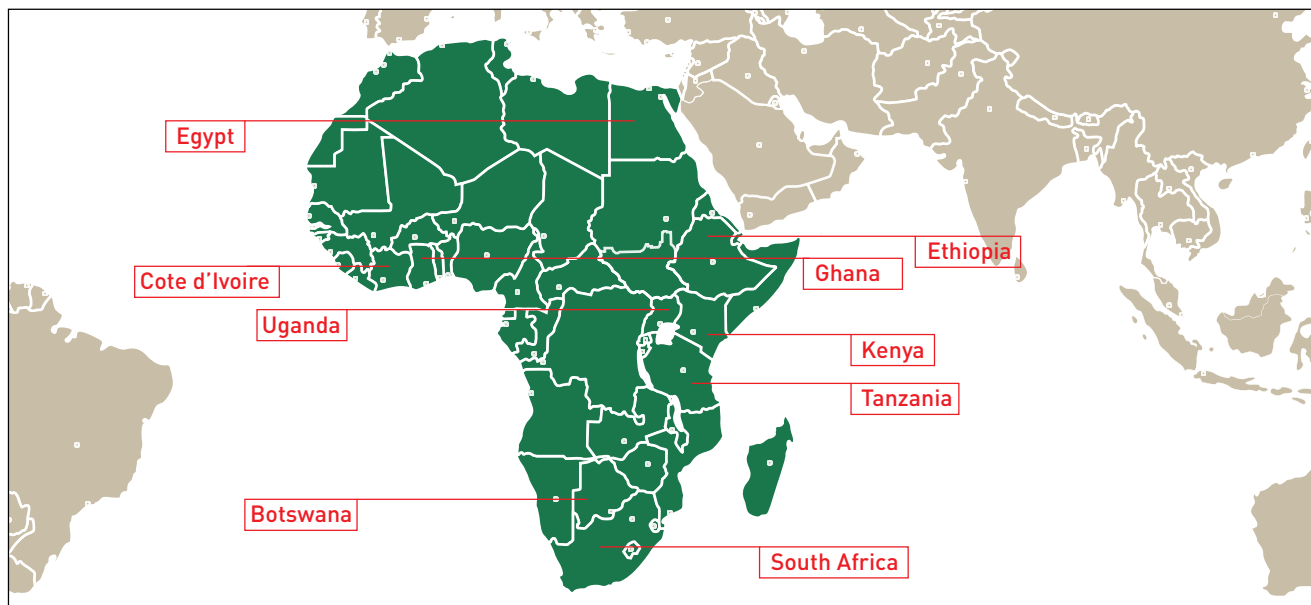 Egypt
Ethiopia
Cote d’Ivoire
Ghana
Uganda
Kenya
Tanzania
Botswana
South Africa